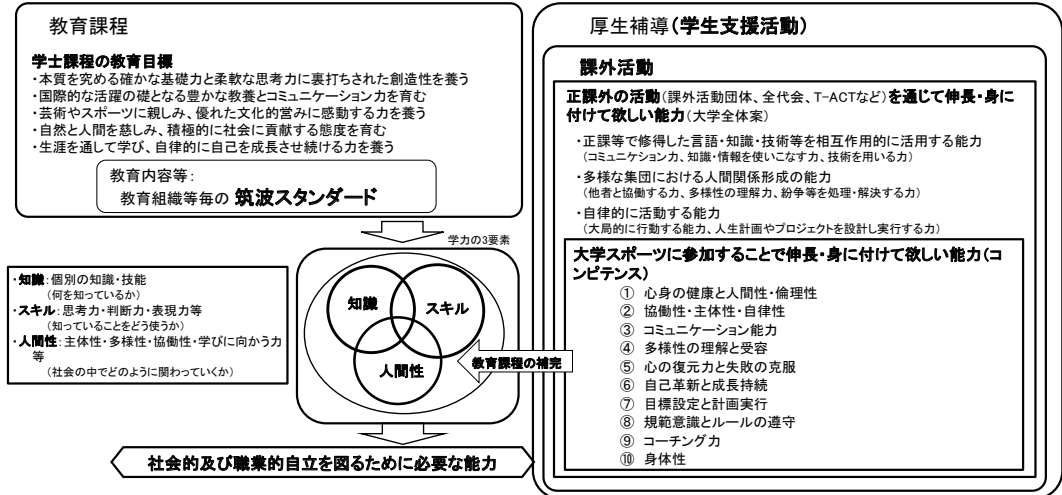 教育課程
学士課程の教育目標
・本質を究める確かな基礎力と柔軟な思考力に裏打ちされた創造性を養う
・国際的な活躍の礎となる豊かな教養とコミュニケーション力を育む
・芸術やスポーツに親しみ、優れた文化的営みに感動する力を養う
・自然と人間を慈しみ、積極的に社会に貢献する態度を育む
・生涯を通して学び、自律的に自己を成長させ続ける力を養う
教育内容等:
教育組織等毎の 筑波スタンダード
学力の3要素
・知識:個別の知識・技能
(何を知っているか)
・スキル:思考力・判断力・表現力等
(知っていることをどう使うか)
・人間性:主体性・多様性・協働性・学びに向かう力
等
(社会の中でどのように関わっていくか)
知識
スキル
人間性
教育課程の補完
社会的及び職業的自立を図るために必要な能力
厚生補導(学生支援活動)
課外活動
正課外の活動(課外活動団体、全代会、T-ACTなど)を通じて伸長・身に
付けて欲しい能力(大学全体案)
・正課等で修得した言語・知識・技術等を相互作用的に活用する能力
(コミュニケション力、知識・情報を使いこなす力、技術を用いる力)
・多様な集団における人間関係形成の能力
(他者と協働する力、多様性の理解力、紛争等を処理・解決する力)
・自律的に活動する能力
(大局的に行動する能力、人生計画やプロジェクトを設計し実行する力)
大学スポーツに参加することで伸長・身に付けて欲しい能力(コ
ンピテンス)
① 心身の健康と人間性・倫理性
② 協働性・主体性・自律性
③ コミュニケーション能力
④ 多様性の理解と受容
⑤ 心の復元力と失敗の克服
⑥ 自己革新と成長持続
⑦ 目標設定と計画実行
⑧ 規範意識とルールの遵守
⑨ コーチング力
⑩ 身体性